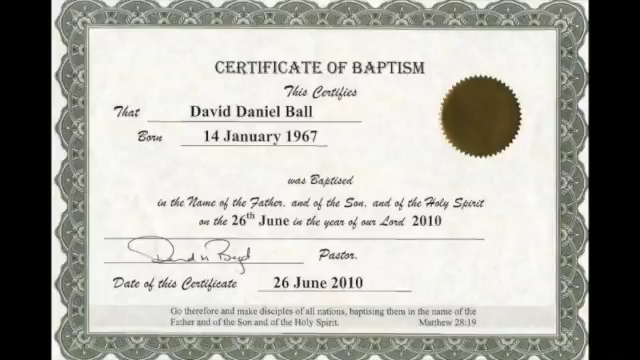 CERTIFICATE OF BAPTISM
This Certifies
That David Daniel Ball
Born 14 January 1967
was Baptised
in the Name of the Father, and of the Son, and of the Holy Spirit
on the 26th June in the year of our Lord 2010
Pastor.
Date of this Certificate 26 June 2010
Go therefore and make disciples of all nations, baptising them in the name of the
Father and of the Son and of the Holy Spirit. Matthew 28:19